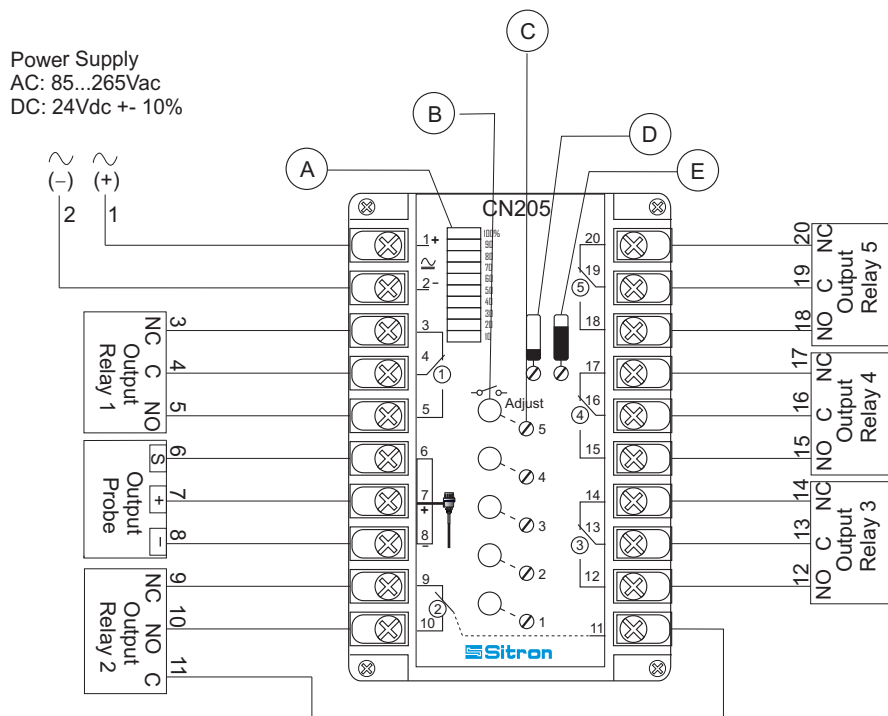 Power Supply
AC: 85...265Vac
DC: 24Vdc +- 10%
(–) (+)
2 1
A
B
C
D
E
CN205
1 +
2 –
3
4
5
6
7
+
8
–
9
10
100%
90
80
70
60
50
40
30
20
10
Adjust
5
4
3
2
1
1
2
20
19
5
18
17
16
4
15
14
13
3
12
11
Sitron
3 NC
4 C
5 NO
Output
Relay 1
6 S
7 +
8 –
Output
Probe
9 NC
10 NO
11 C
Output
Relay 2
20 NC
19 C
18 NO
Output
Relay 5
17 NC
16 C
15 NO
Output
Relay 4
14 NC
13 C
12 NO
Output
Relay 3